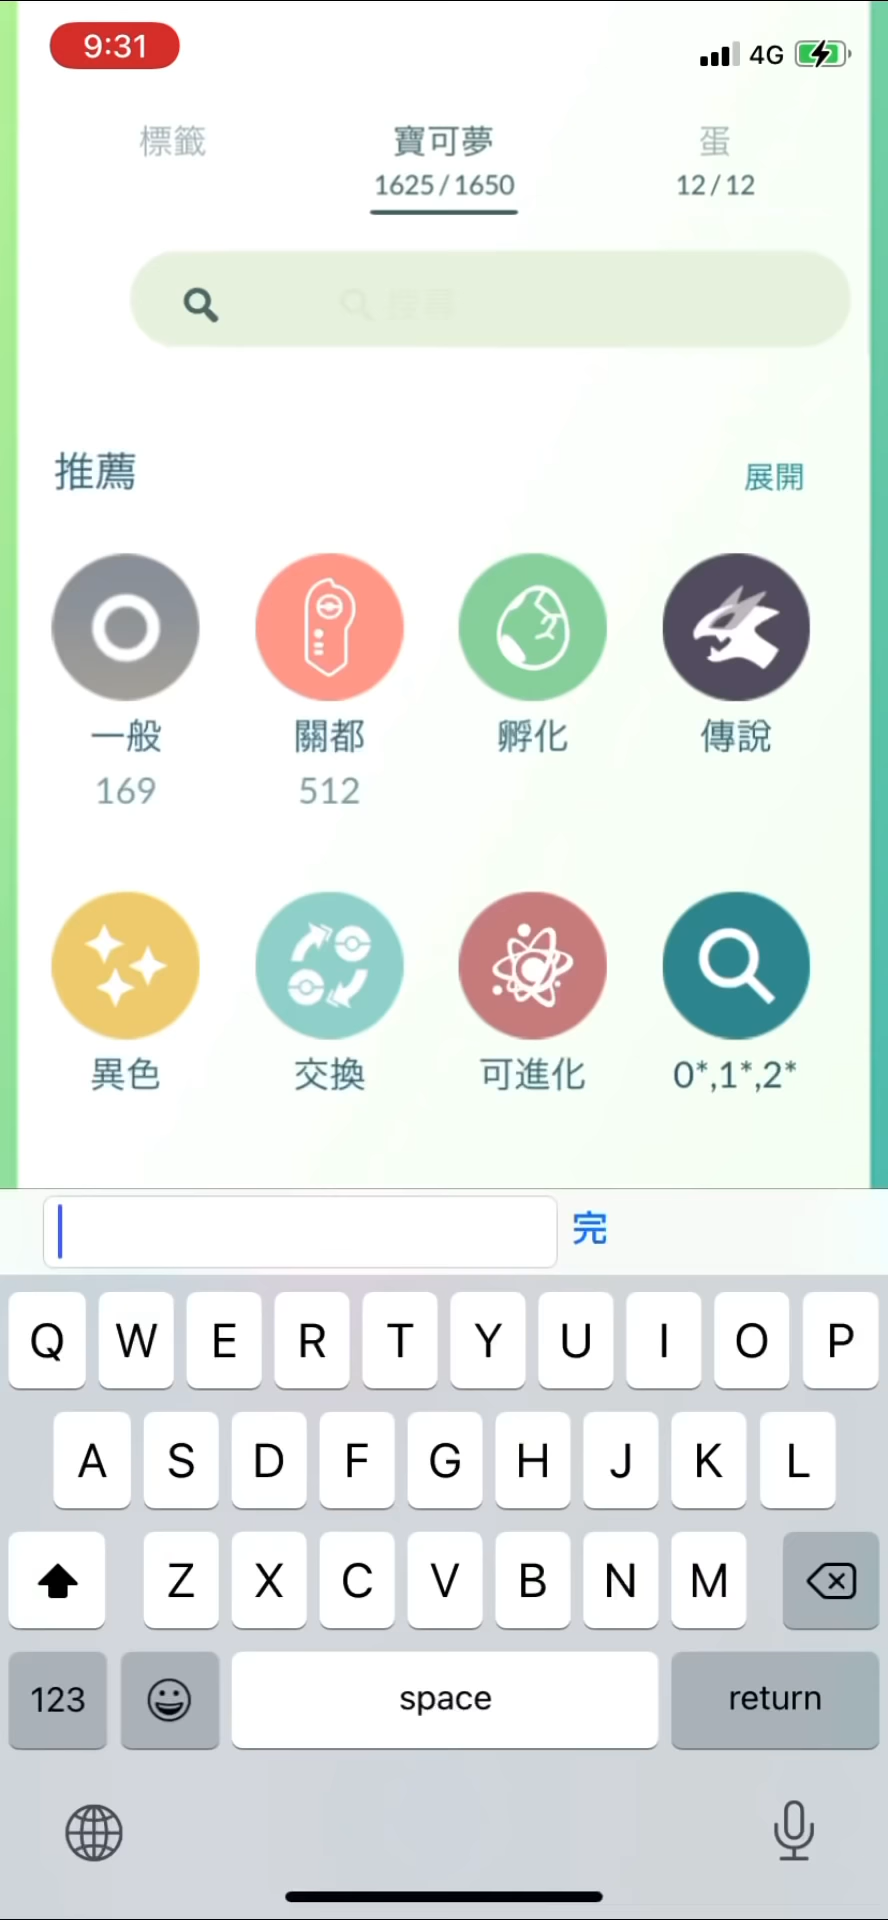 9:31
4G
標籤
寶可夢
蛋
1625/1650
12/12
推薦
展開
一般
關都
孵化
傳說
169
512
異色
交換
可進化
0*,1*,2*
完
Q W E R T Y U I O P
A S D F G H J K L
Z X C V B N M
123
space
return